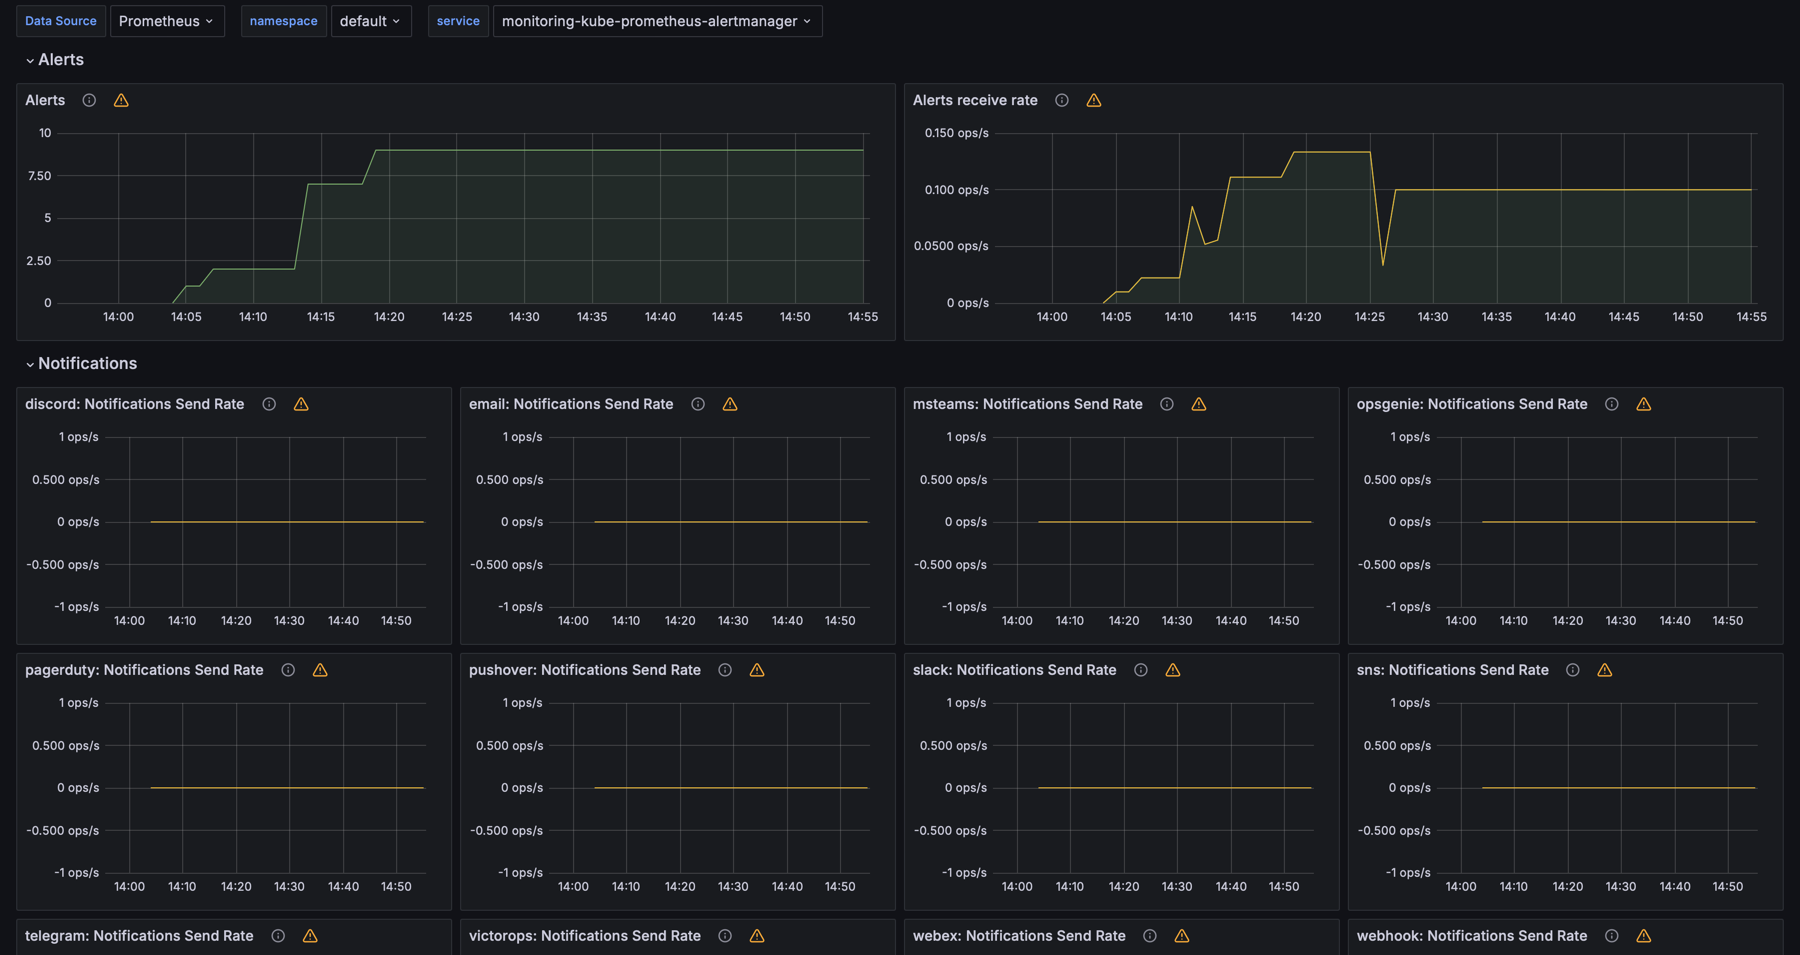 Data Source Prometheus namespace default service monitoring-kube-prometheus-alertmanager
Alerts
Alerts
10
7.50
5
2.50
0
14:00 14:05 14:10 14:15 14:20 14:25 14:30 14:35 14:40 14:45 14:50 14:55
Alerts receive rate
0.150 ops/s
0.100 ops/s
0.0500 ops/s
0 ops/s
14:00 14:05 14:10 14:15 14:20 14:25 14:30 14:35 14:40 14:45 14:50 14:55
Notifications
discord: Notifications Send Rate
1 ops/s
0.500 ops/s
0 ops/s
-0.500 ops/s
-1 ops/s
14:00 14:10 14:20 14:30 14:40 14:50
email: Notifications Send Rate
1 ops/s
0.500 ops/s
0 ops/s
-0.500 ops/s
-1 ops/s
14:00 14:10 14:20 14:30 14:40 14:50
msteams: Notifications Send Rate
1 ops/s
0.500 ops/s
0 ops/s
-0.500 ops/s
-1 ops/s
14:00 14:10 14:20 14:30 14:40 14:50
opsgenie: Notifications Send Rate
1 ops/s
0.500 ops/s
0 ops/s
-0.500 ops/s
-1 ops/s
14:00 14:10 14:20 14:30 14:40 14:50
pagerduty: Notifications Send Rate
1 ops/s
0.500 ops/s
0 ops/s
-0.500 ops/s
-1 ops/s
14:00 14:10 14:20 14:30 14:40 14:50
pushover: Notifications Send Rate
1 ops/s
0.500 ops/s
0 ops/s
-0.500 ops/s
-1 ops/s
14:00 14:10 14:20 14:30 14:40 14:50
slack: Notifications Send Rate
1 ops/s
0.500 ops/s
0 ops/s
-0.500 ops/s
-1 ops/s
14:00 14:10 14:20 14:30 14:40 14:50
sns: Notifications Send Rate
1 ops/s
0.500 ops/s
0 ops/s
-0.500 ops/s
-1 ops/s
14:00 14:10 14:20 14:30 14:40 14:50
telegram: Notifications Send Rate
victorops: Notifications Send Rate
webex: Notifications Send Rate
webhook: Notifications Send Rate